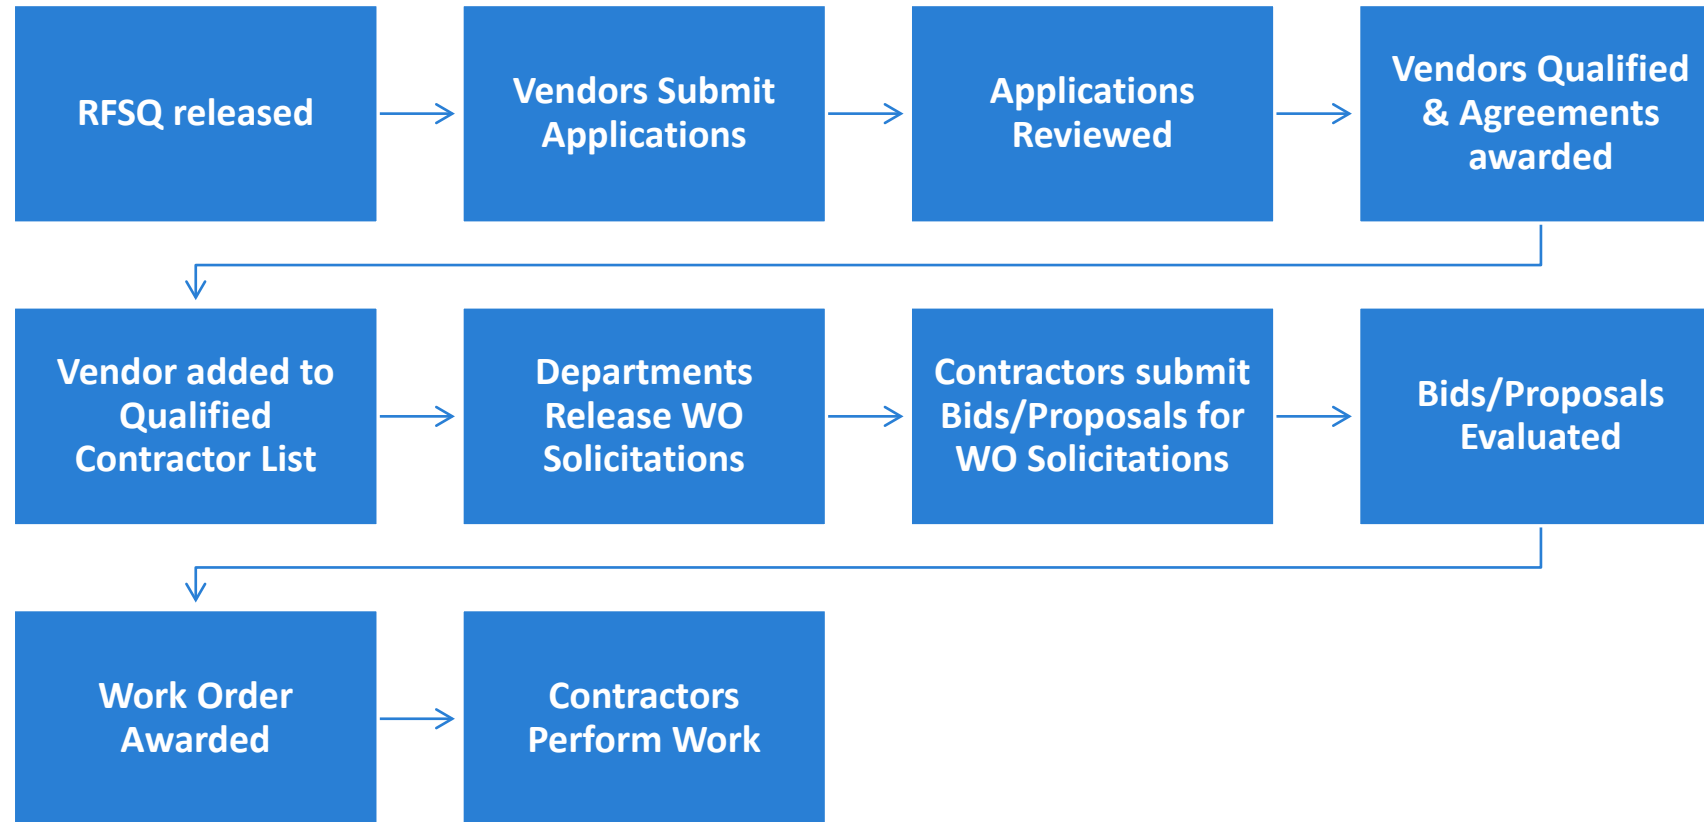 RFSQ released
Vendors Submit
Applications
Applications
Reviewed
Vendors Qualified
& Agreements
awarded
Vendor added to
Qualified
Contractor List
Departments
Release WO
Solicitations
Contractors submit
Bids/Proposals for
WO Solicitations
Bids/Proposals
Evaluated
Work Order
Awarded
Contractors
Perform Work